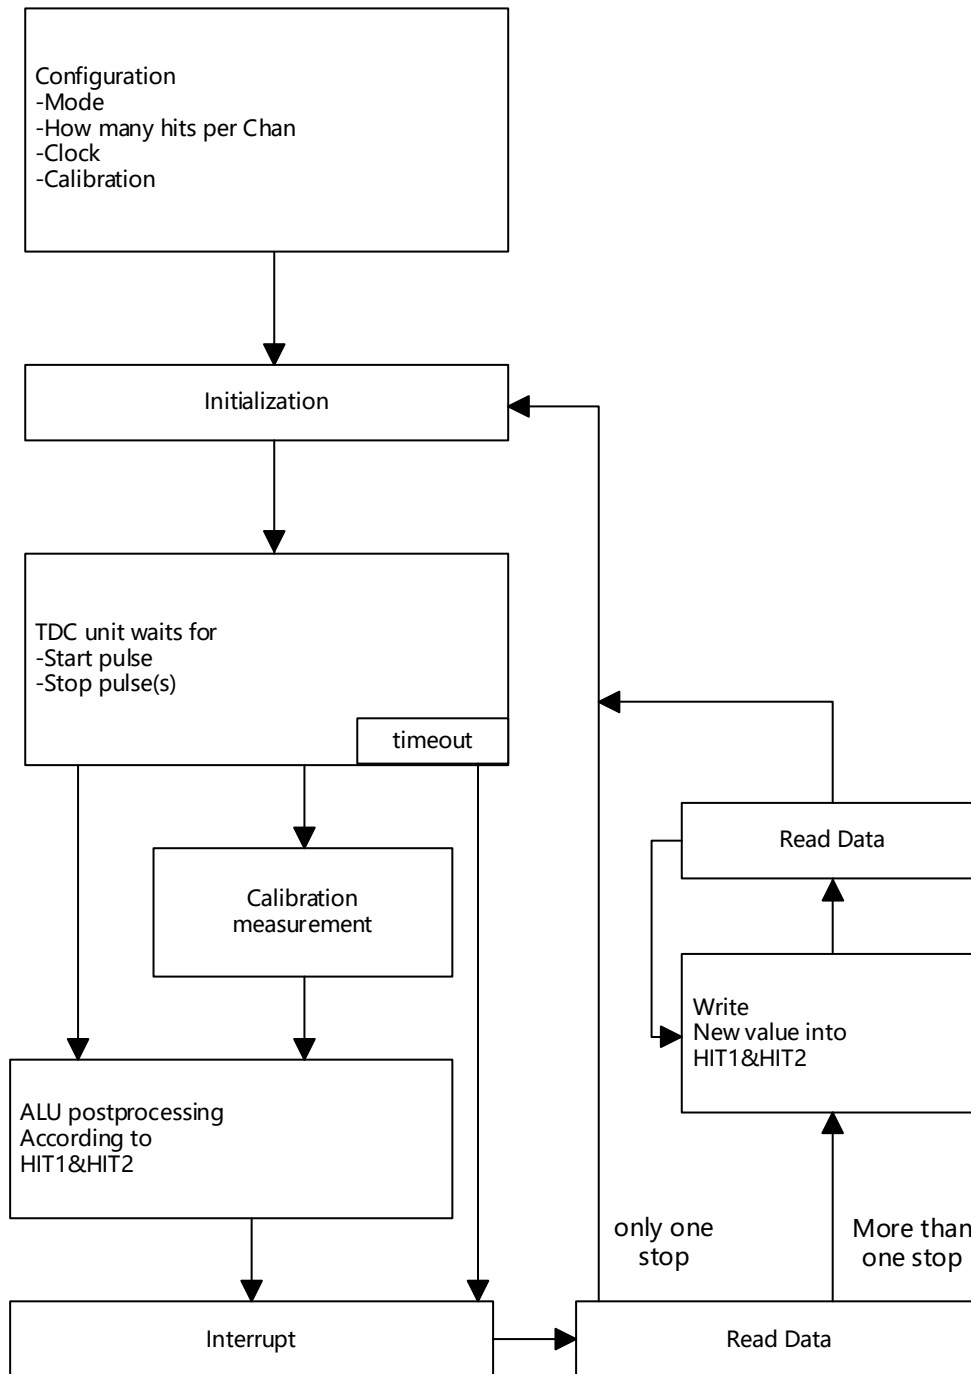 Configuration
-Mode
-How many hits per Chan
-Clock
-Calibration
Initialization
TDC unit waits for
-Start pulse
-Stop pulse(s)
timeout
Calibration
measurement
ALU postprocessing
According to
HIT1&HIT2
Interrupt
Read Data
Write
New value into
HIT1&HIT2
only one
stop
More than
one stop
Read Data